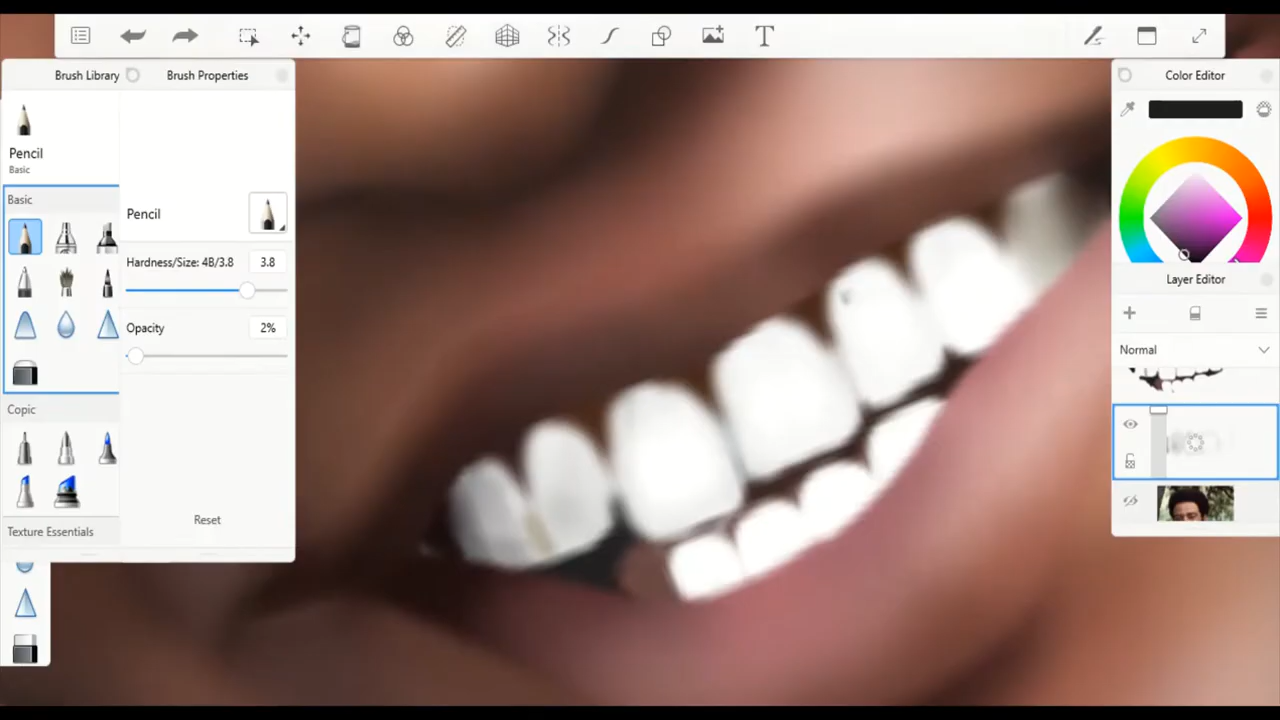 T
Brush Library
Brush Properties
Color Editor
Pencil
Basic
Basic
Pencil
Hardness/Size: 4B/3.8
3.8
Opacity
2%
Copic
Reset
Texture Essentials
Layer Editor
Normal